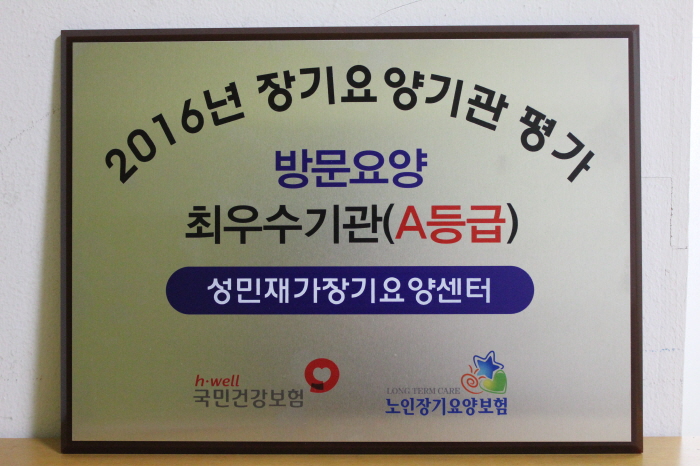 2016년 장기요양기관 평가
방문요양
최우수기관(A등급)
성민재가장기요양센터
h·well
국민건강보험
LONG TERM CARE
노인장기요양보험